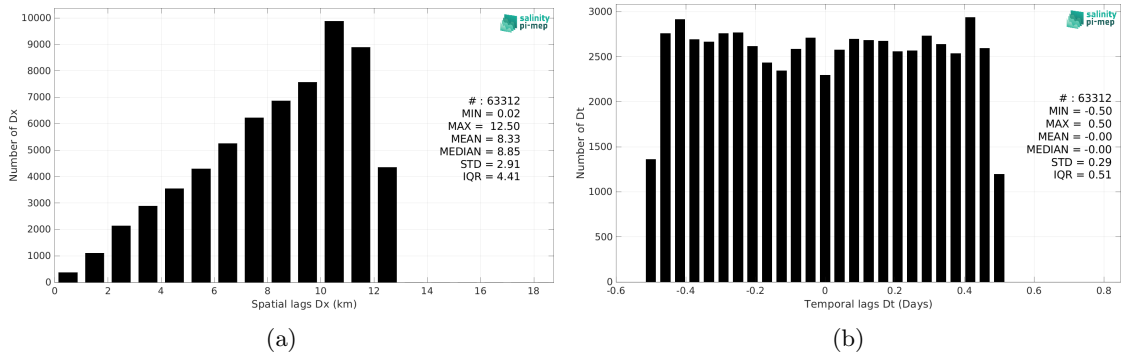 10000
9000
8000
7000
6000
5000
4000
3000
2000
1000
0
Number of Dx
salinity
pi-mep
# : 63312
MIN = 0.02
MAX = 12.50
MEAN = 8.33
MEDIAN = 8.85
STD = 2.91
IQR = 4.41
0 2 4 6 8 10 12 14 16 18
Spatial lags Dx (km)
(a)
3000
2500
2000
1500
1000
500
0
Number of Dt
salinity
pi-mep
# : 63312
MIN = -0.50
MAX = 0.50
MEAN = -0.00
MEDIAN = -0.00
STD = 0.29
IQR = 0.51
-0.6 -0.4 -0.2 0 0.2 0.4 0.6 0.8
Temporal lags Dt (Days)
(b)